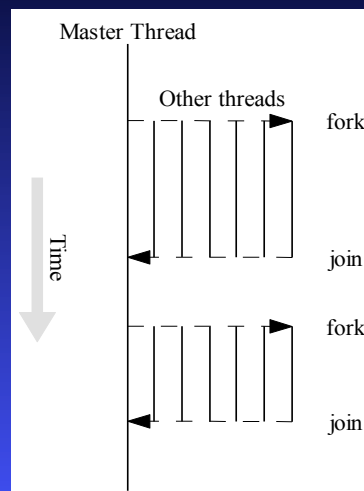 Master Thread
Other threads
fork
Time
join
fork
join